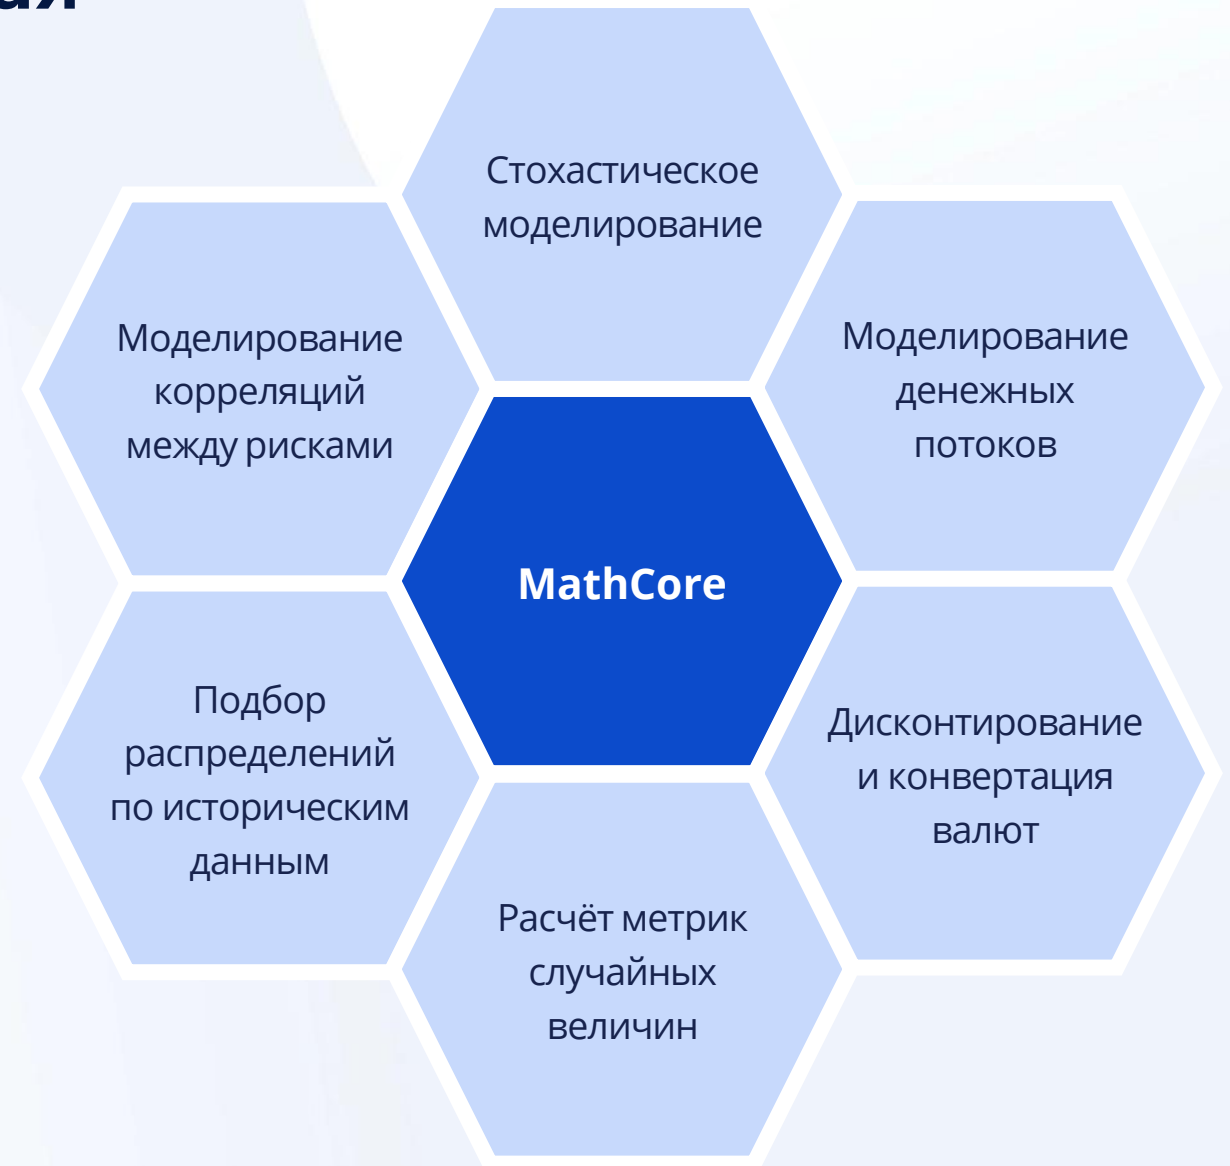 Стохастическое
моделирование
Моделирование
корреляций
между рисками
Моделирование
денежных
потоков
MathCore
Подбор
распределений
по историческим
данным
Дисконтирование
и конвертация
валют
Расчёт метрик
случайных
величин